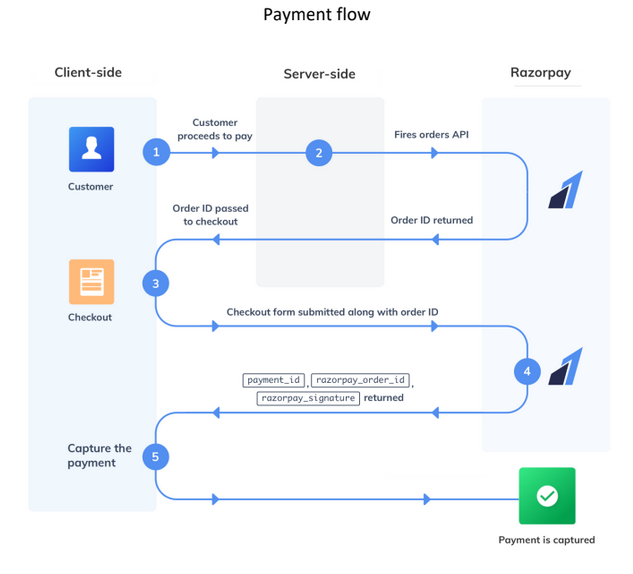 Payment flow
Client-side
Server-side
Razorpay
Customer
proceeds to pay
Fires orders API
1
2
Customer
Order ID passed
to checkout
Order ID returned
3
Checkout
Checkout form submitted along with order ID
4
payment_id , razorpay_order_id ,
razorpay_signature returned
Capture the
payment
5
Payment is captured